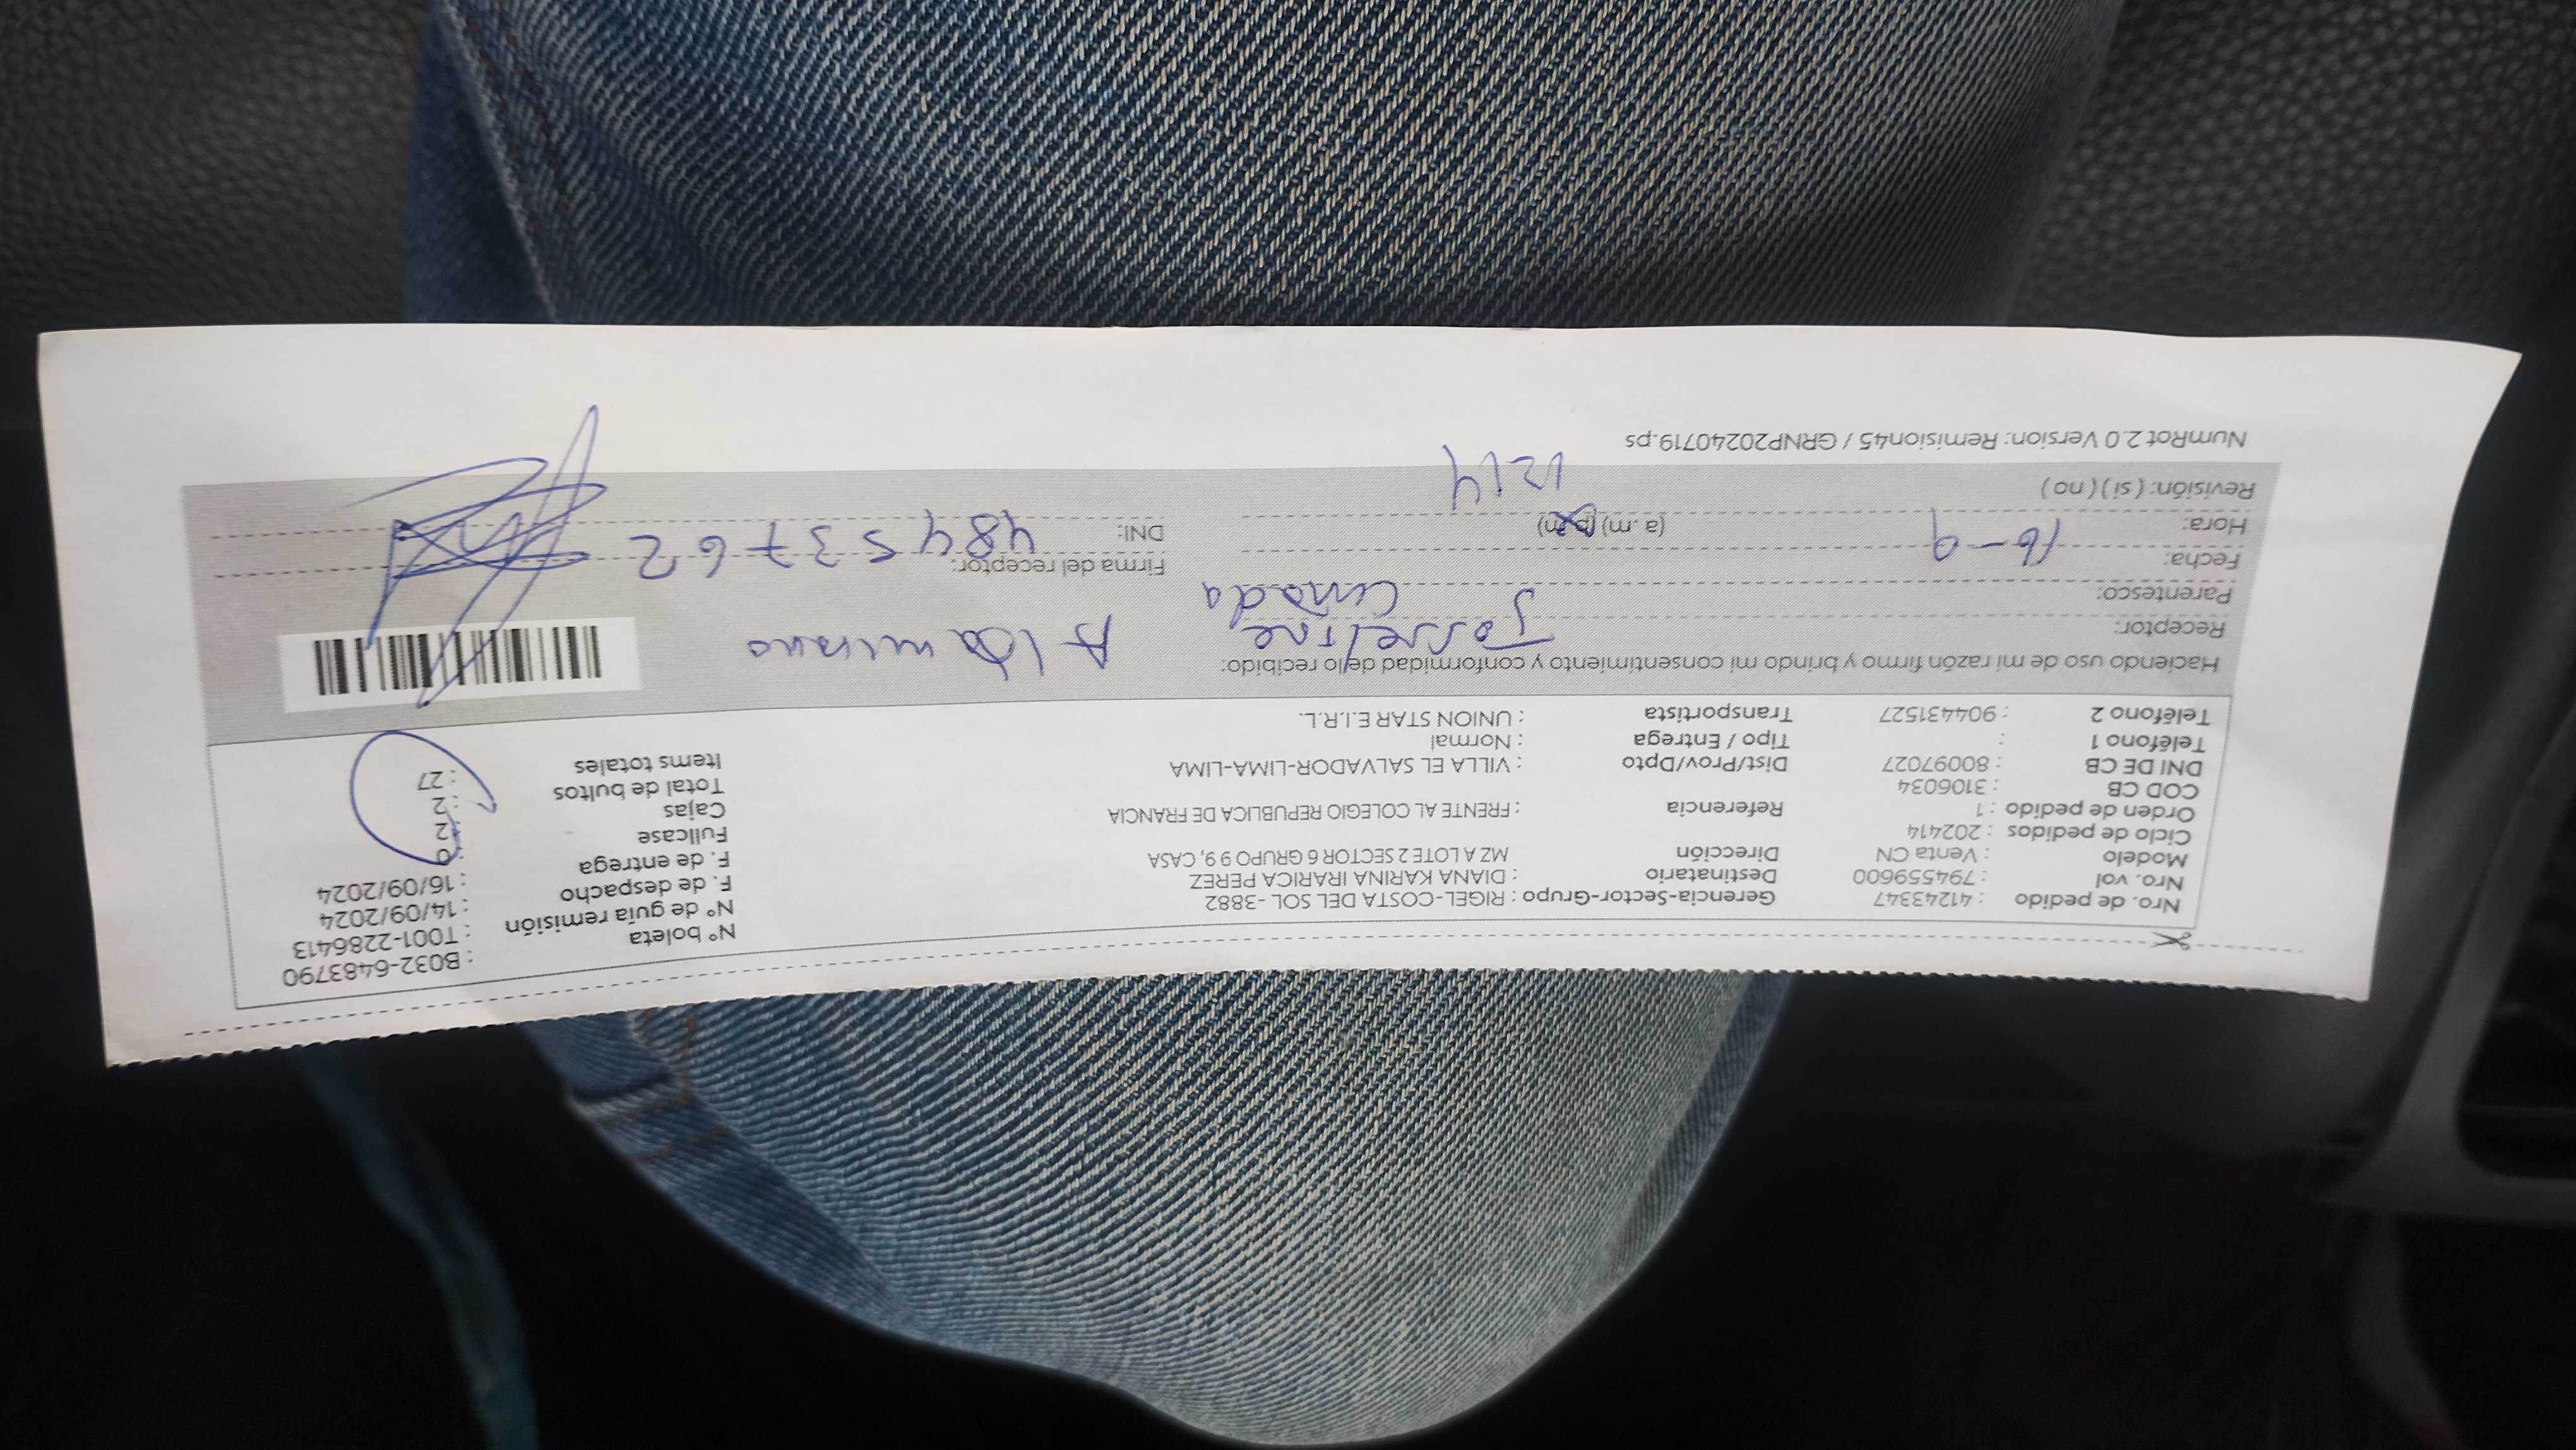 Nro. de pedido : 41243347 Gerencia-Sector-Grupo : RIGEL-COSTA DEL SOL -3882 N° boleta : B032-6483790
Nro. vol : 794559600 Destinatario : DIANA KARINA IRARICA PEREZ N° de guía remisión : T001-2286413
Modelo : Venta CN Dirección MZ A LOTE 2 SECTOR 6 GRUPO 9 9, CASA F. de despacho : 14/09/2024
Ciclo de pedidos : 202414 F. de entrega : 16/09/2024
Orden de pedido : 1 Referencia : FRENTE AL COLEGIO REPUBLICA DE FRANCIA Fullcase : 0
COD CB : 3106034 Cajas : 2
DNI DE CB : 80097027 Dist/Prov/Dpto : VILLA EL SALVADOR-LIMA-LIMA Total de bultos : 2
Teléfono 1 : Tipo / Entrega : Normal Items totales : 27
Teléfono 2 : 904431527 Transportista : UNION STAR E.I.R.L.
Haciendo uso de mi razón firmo y brindo mi consentimiento y conformidad de lo recibido:
Receptor: Josseline
Parentesco: Cuñada
Fecha: 16-9 Firma del receptor:
Hora: (a. m) (p. m) 1214 DNI: 48453762
Revisión: ( si ) ( no )
NumRot 2.0 Version: Remision45 / GRNP20240719.ps